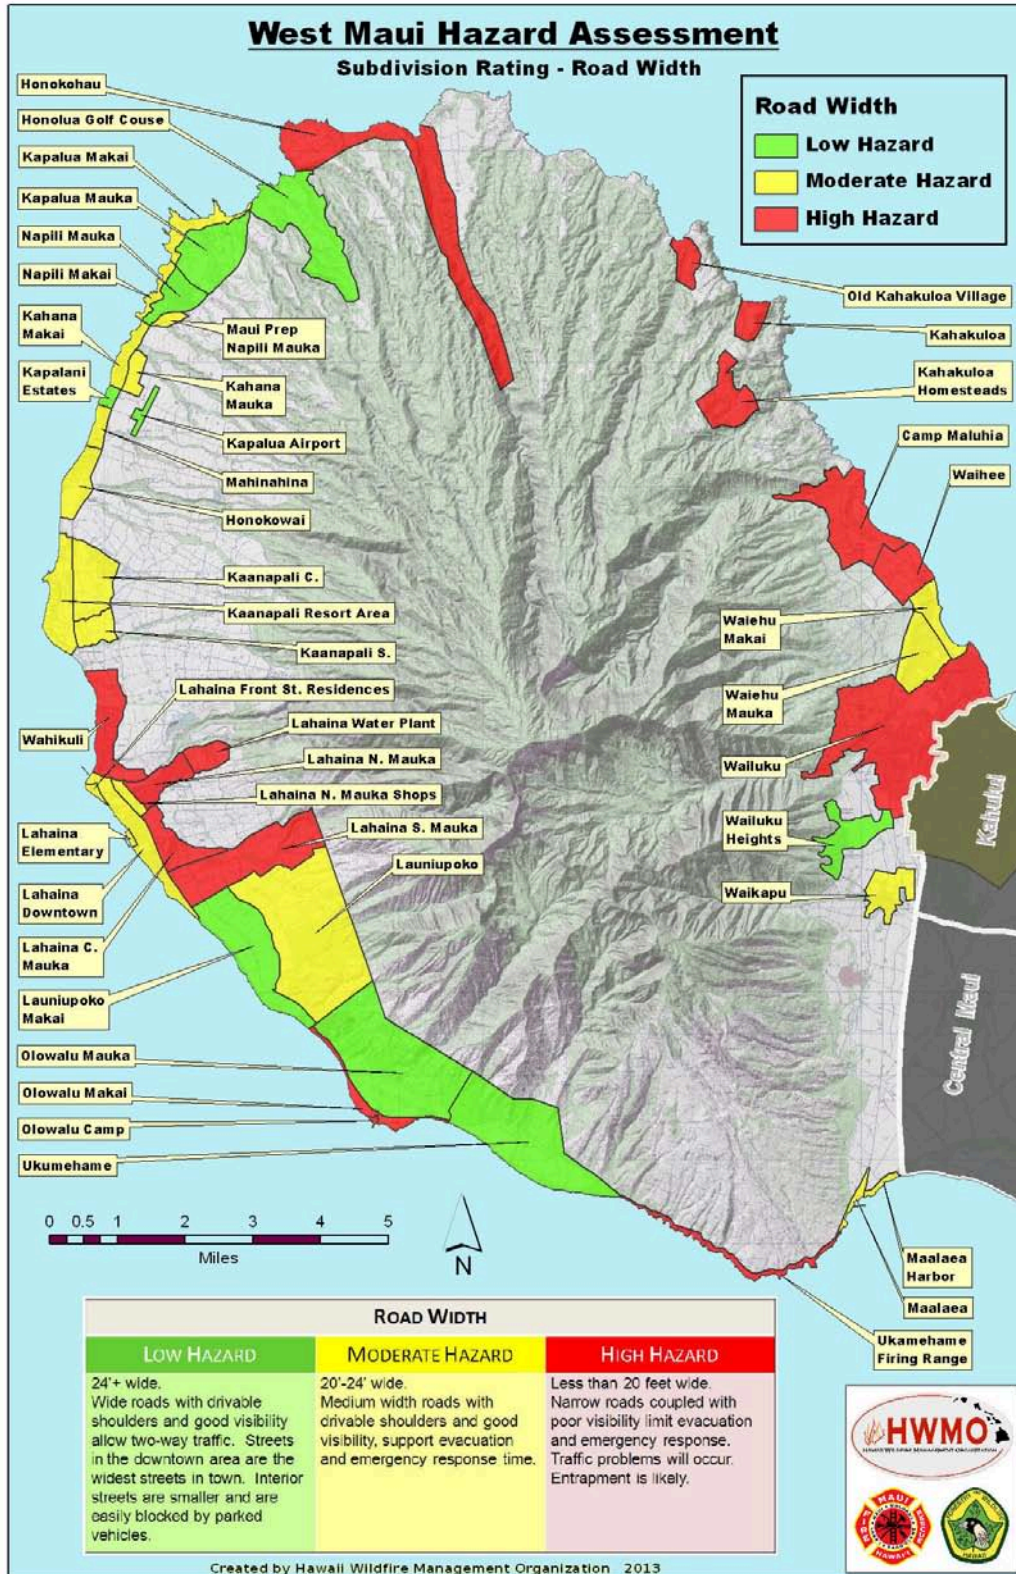 West Maui Hazard Assessment
Subdivision Rating - Road Width
Road Width
Low Hazard
Moderate Hazard
High Hazard
Honokohau
Honolua Golf Couse
Kapalua Makai
Kapalua Mauka
Napili Mauka
Napili Makai
Kahana
Makai
Kapalani
Estates
Maui Prep
Napili Mauka
Kahana
Mauka
Kapalua Airport
Mahinahina
Honokowai
Kaanapali C.
Kaanapali Resort Area
Kaanapali S.
Lahaina Front St. Residences
Wahikuli
Lahaina Water Plant
Lahaina N. Mauka
Lahaina N. Mauka Shops
Lahaina
Elementary
Lahaina S. Mauka
Launiupoko
Lahaina
Downtown
Lahaina C.
Mauka
Launiupoko
Makai
Olowalu Mauka
Olowalu Makai
Olowalu Camp
Ukumehame
Old Kahakuloa Village
Kahakuloa
Kahakuloa
Homesteads
Camp Maluhia
Waihee
Waiehu
Makai
Waiehu
Mauka
Wailuku
Wailuku
Heights
Waikapu
Kahului
Central Maui
Maalaea
Harbor
Maalaea
Ukamehame
Firing Range
0 0.5 1 2 3 4 5
Miles
N
ROAD WIDTH
LOW HAZARD
24'+ wide.
Wide roads with drivable
shoulders and good visibility
allow two-way traffic. Streets
in the downtown area are the
widest streets in town. Interior
streets are smaller and are
easily blocked by parked
vehicles.
MODERATE HAZARD
20'-24' wide.
Medium width roads with
drivable shoulders and good
visibility, support evacuation
and emergency response time.
HIGH HAZARD
Less than 20 feet wide.
Narrow roads coupled with
poor visibility limit evacuation
and emergency response.
Traffic problems will occur.
Entrapment is likely.
HWMO
MAUI
FIRE
HAWAI'I
Created by Hawaii Wildfire Management Organization 2013